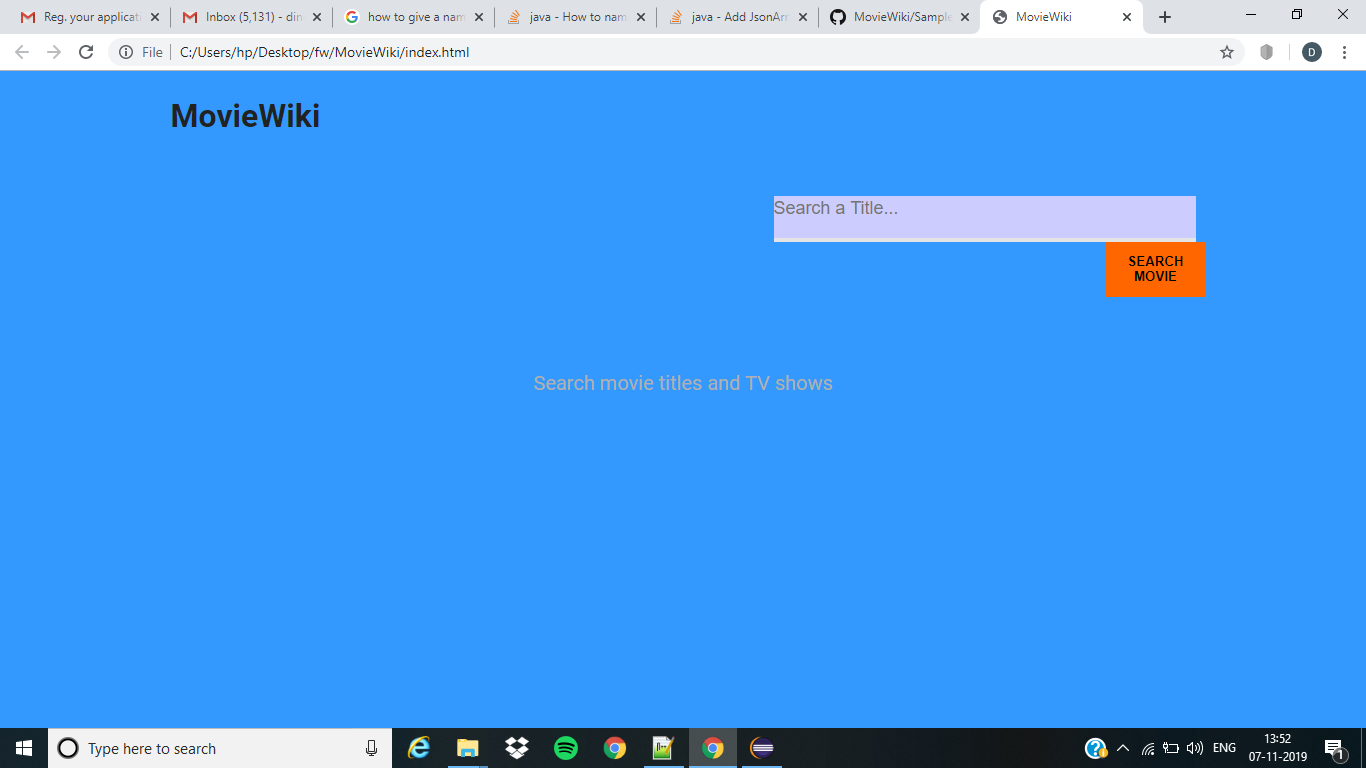 Reg. your applicati
Inbox (5,131) - din
how to give a nam
java - How to nam
java - Add JsonArr
MovieWiki/Sample
MovieWiki
File
C:/Users/hp/Desktop/fw/MovieWiki/index.html
D
MovieWiki
Search a Title...
SEARCH
MOVIE
Search movie titles and TV shows
Type here to search
ENG
13:52
07-11-2019
1